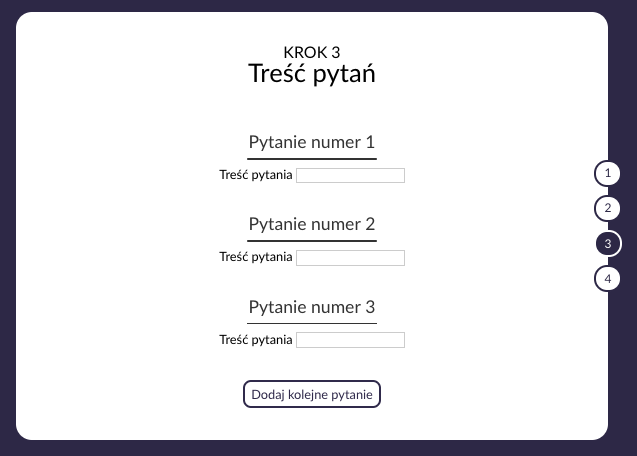 KROK 3
Treść pytań
Pytanie numer 1
Treść pytania
Pytanie numer 2
Treść pytania
Pytanie numer 3
Treść pytania
Dodaj kolejne pytanie
1
2
3
4